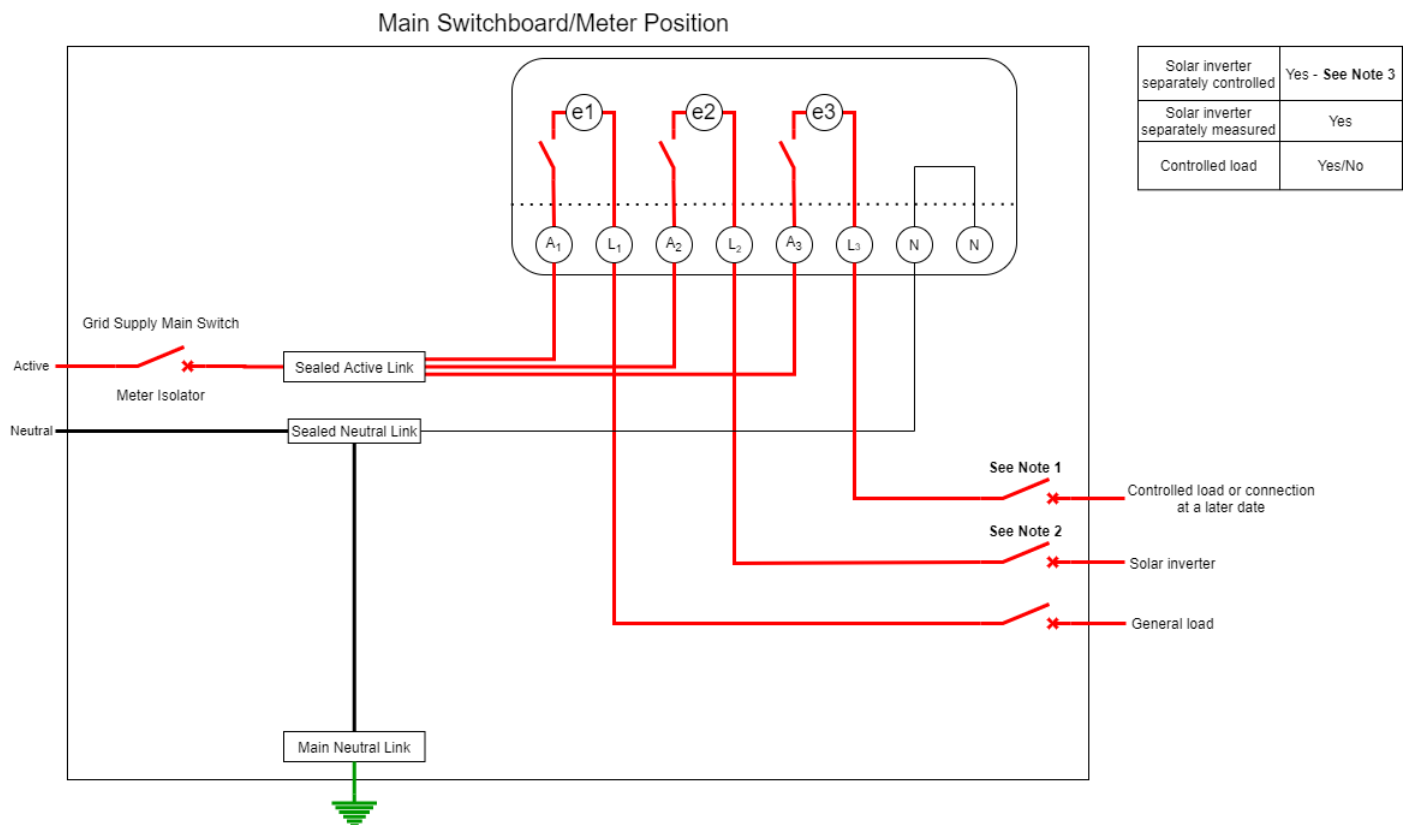 Main Switchboard/Meter Position
Solar inverter
separately controlled
Yes - See Note 3
Solar inverter
separately measured
Yes
Controlled load
Yes/No
e1
e2
e3
A1
L1
A2
L2
A3
L3
N
N
Grid Supply Main Switch
Active
Sealed Active Link
Meter Isolator
Neutral
Sealed Neutral Link
See Note 1
Controlled load or connection
at a later date
See Note 2
Solar inverter
General load
Main Neutral Link